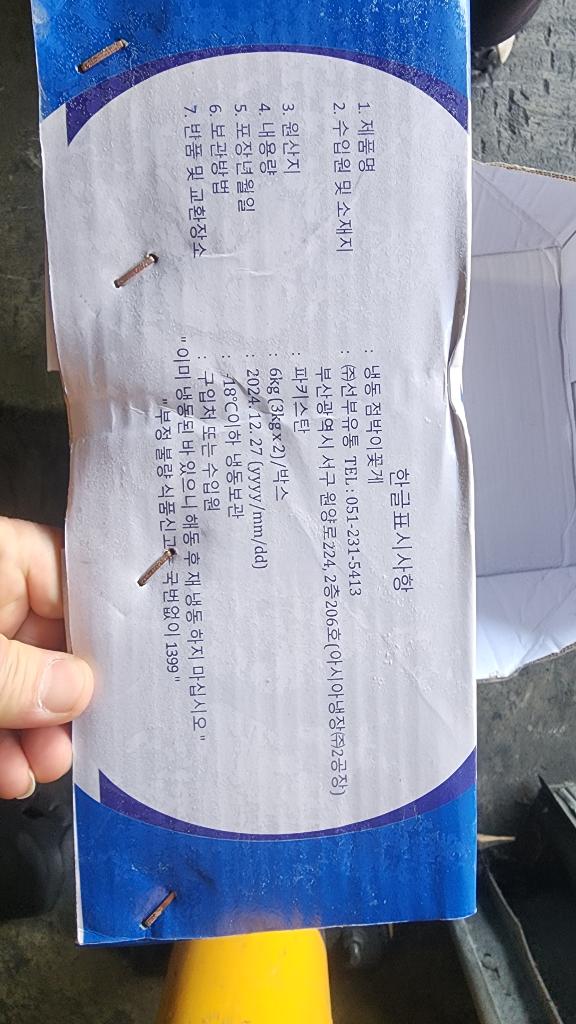 한글표시사항
1. 제품명 : 냉동 점박이꽃게
2. 수입원 및 소재지 : ㈜선부유통 TEL : 051-231-5413
부산광역시 서구 원양로224,2층206호(아시아냉장㈜2공장)
3. 원산지 : 파키스탄
4. 내용량 : 6kg(3kgx2)/박스
5. 포장년월일 : 2024.12.27 (yyyy/mm/dd)
6. 보관방법 : -18℃이하 냉동보관
7. 반품 및 교환장소 : 구입처 또는 수입원
"이미 냉동된 바 있으니 해동 후 재 냉동 하지 마십시오"
"부정 불량 식품신고는 국번없이 1399"